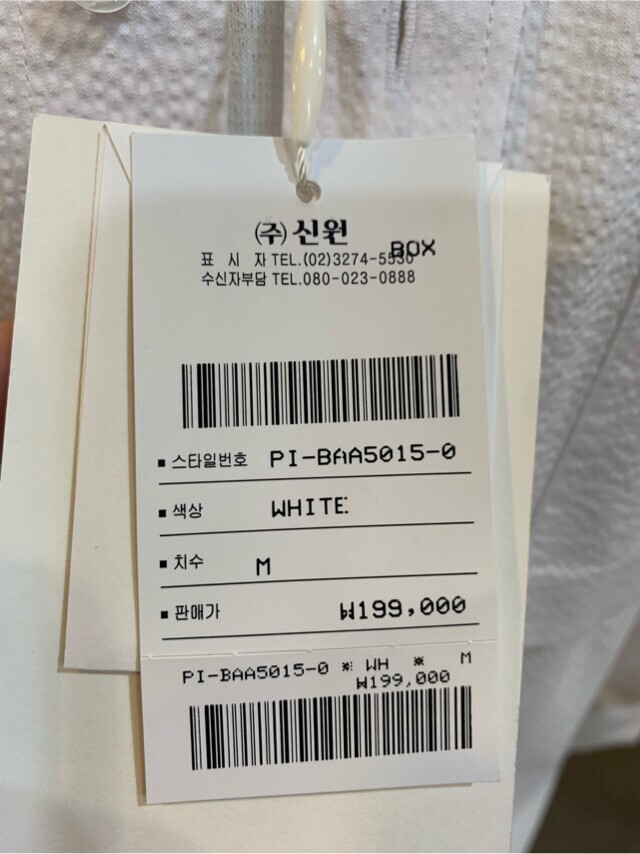 (주)신원
BOX
표 시 자 TEL.(02)3274-5530
수신자부담 TEL.080-023-0888
■ 스타일번호 PI-BAA5015-0
■ 색상 WHITE
■ 치수 M
■ 판매가 ₩199,000
PI-BAA5015-0 ※ WH ※ M
₩199,000